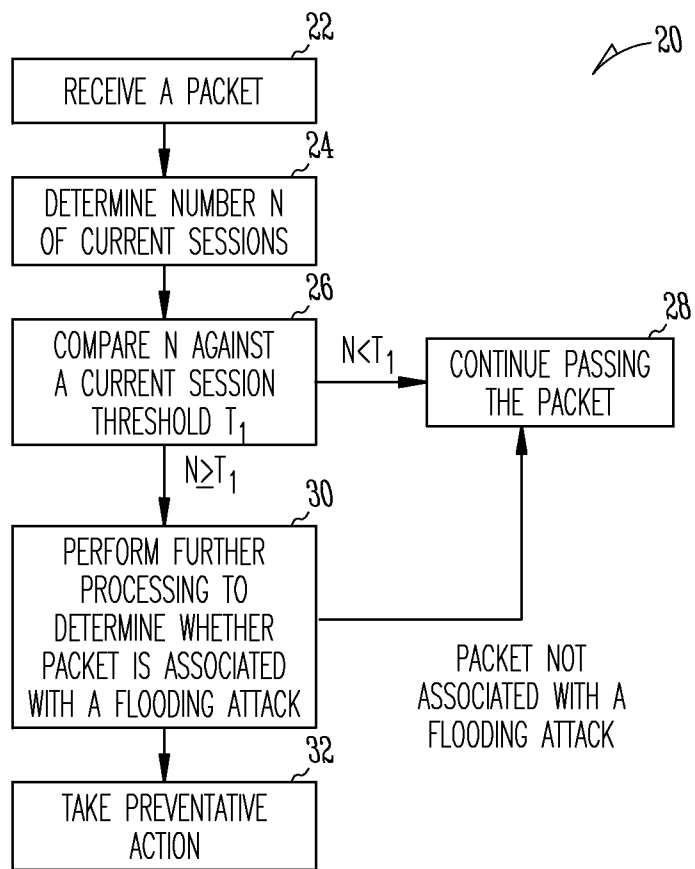 20
22
RECEIVE A PACKET
24
DETERMINE NUMBER N
OF CURRENT SESSIONS
26
COMPARE N AGAINST
A CURRENT SESSION
THRESHOLD T₁
N<T₁
28
CONTINUE PASSING
THE PACKET
N≥T₁
30
PERFORM FURTHER
PROCESSING TO
DETERMINE WHETHER
PACKET IS ASSOCIATED
WITH A FLOODING ATTACK
PACKET NOT
ASSOCIATED WITH A
FLOODING ATTACK
32
TAKE PREVENTATIVE
ACTION